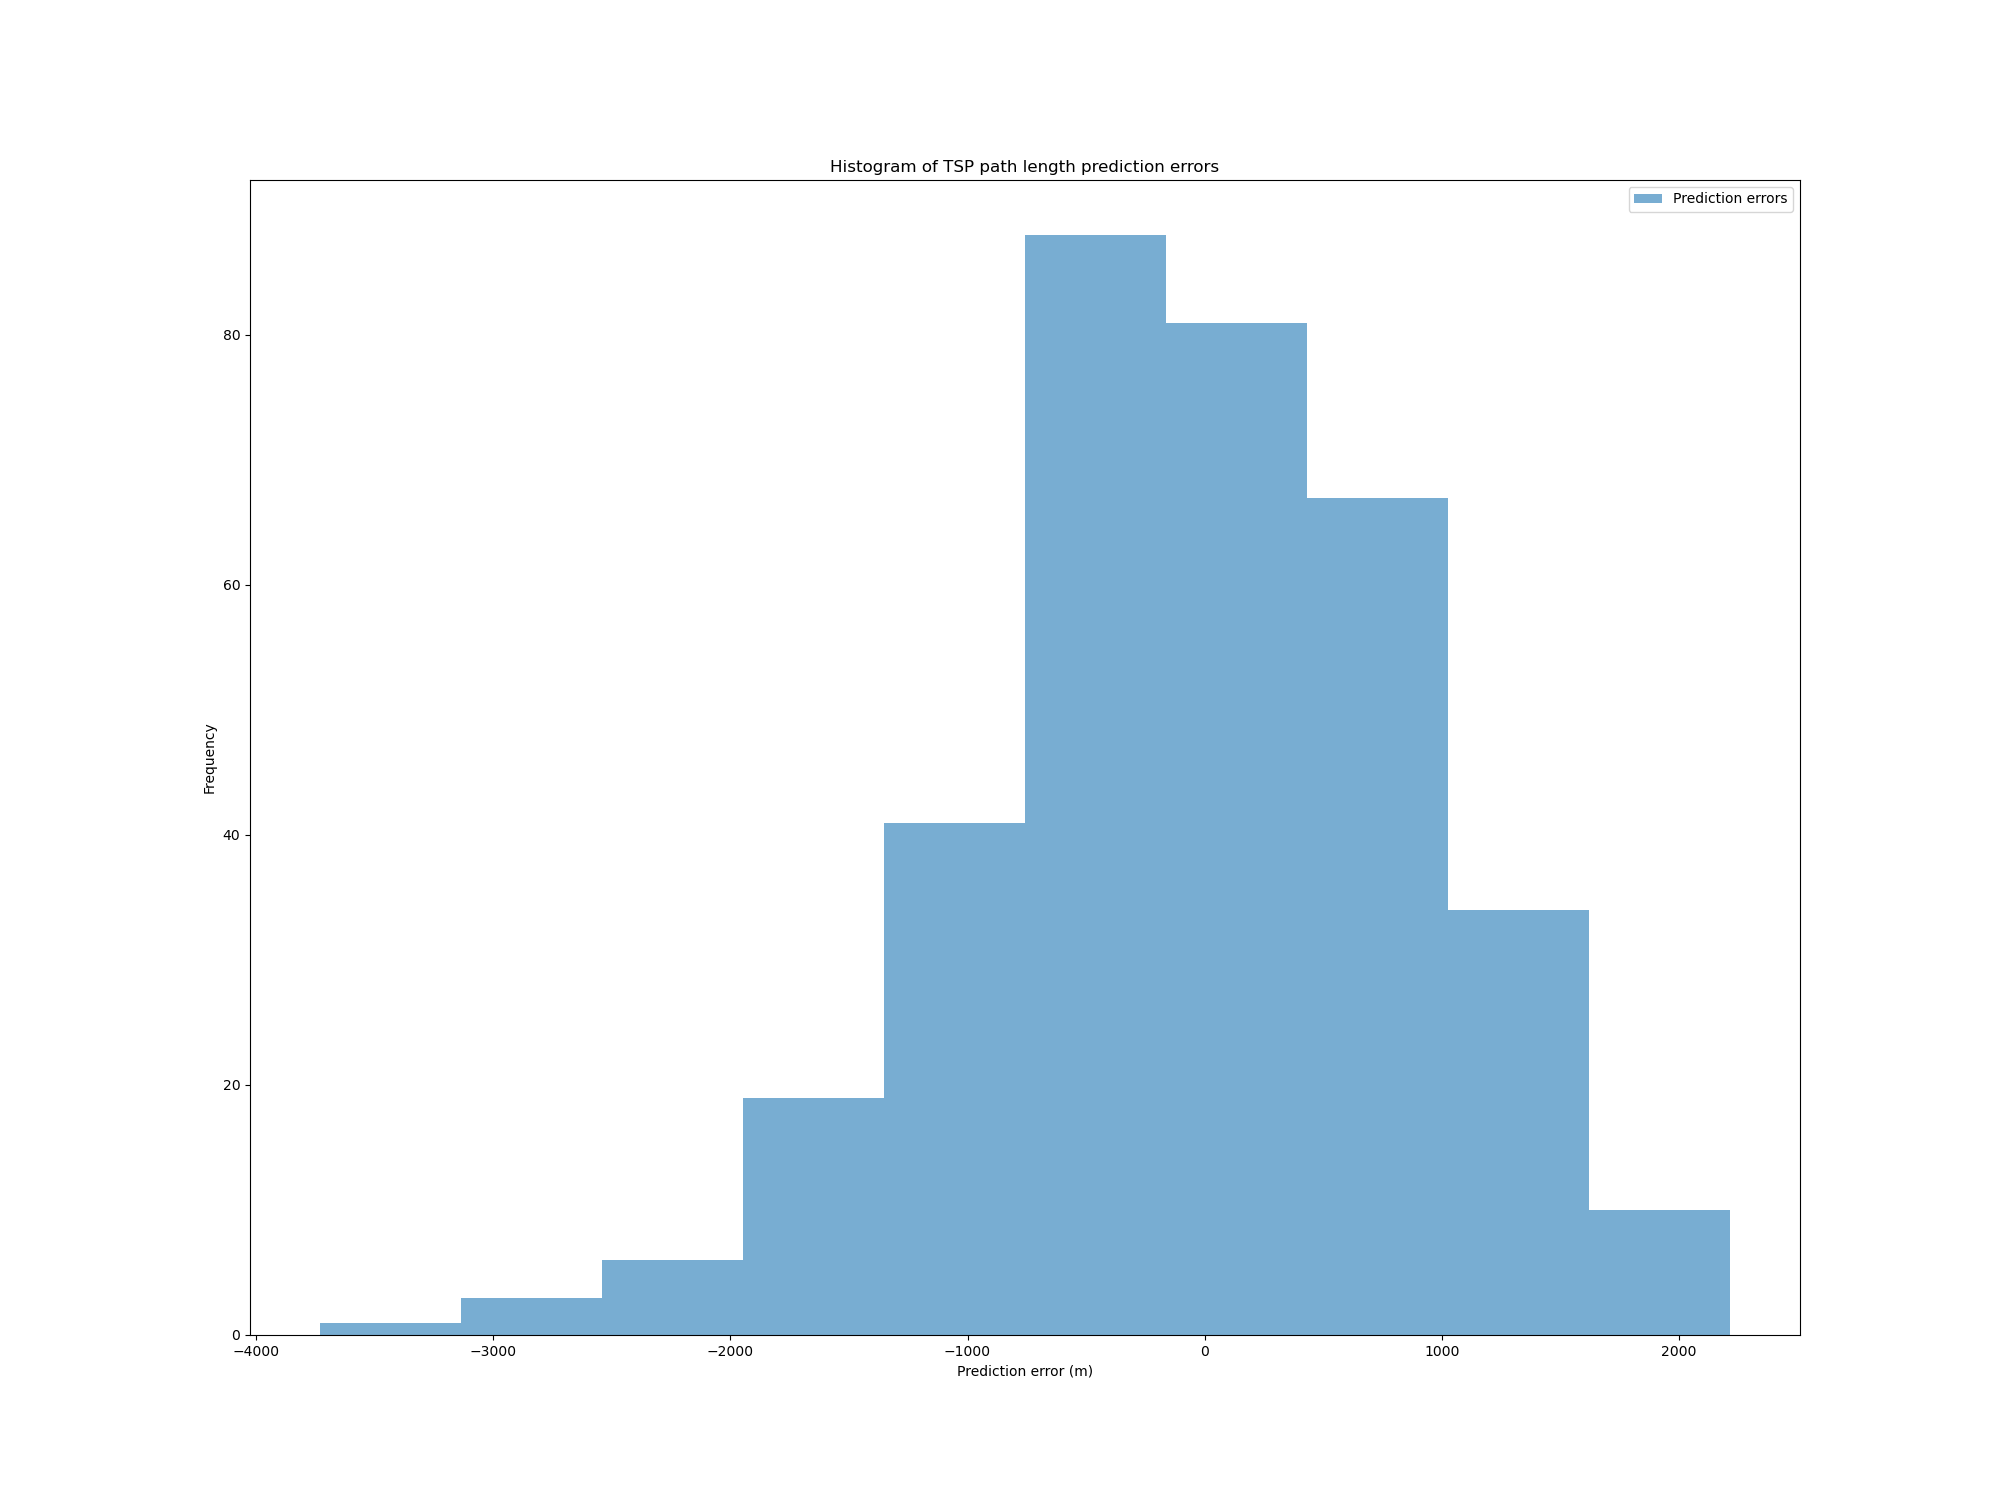 Histogram of TSP path length prediction errors
Prediction errors
80
60
40
20
0
Frequency
−4000 −3000 −2000 −1000 0 1000 2000
Prediction error (m)